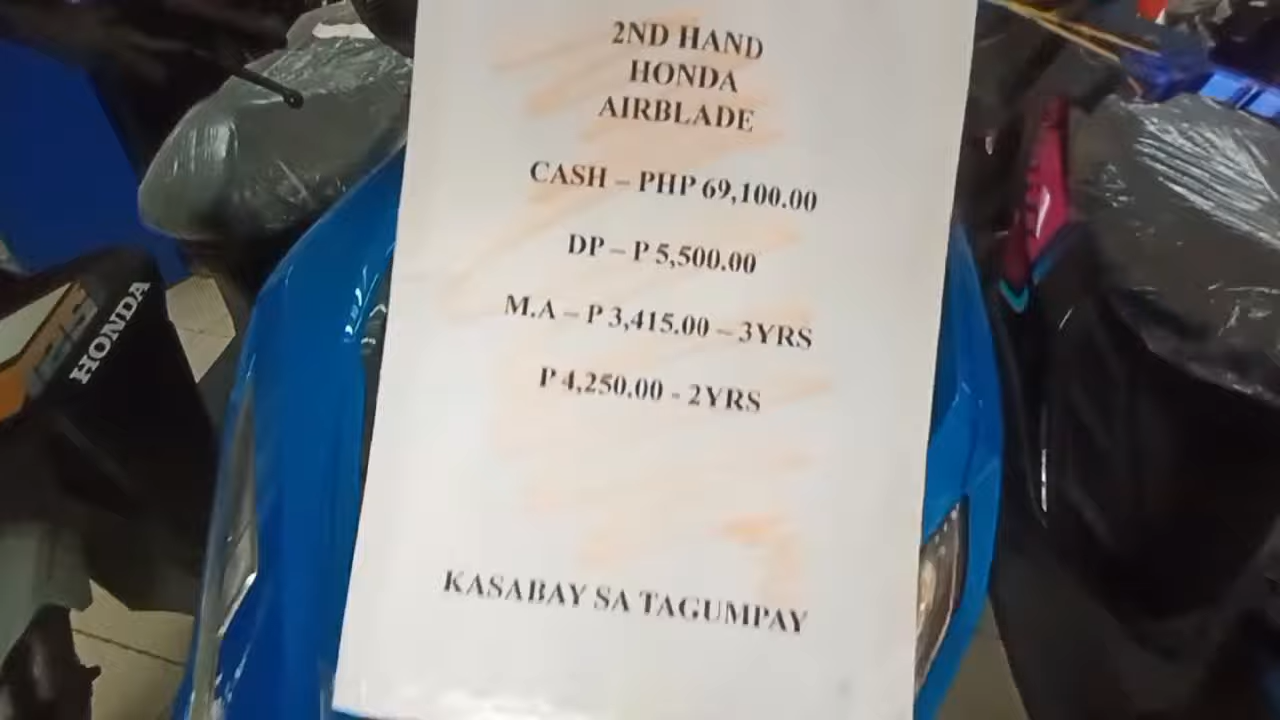 2ND HAND
HONDA
AIRBLADE
CASH – PHP 69,100.00
DP – P 5,500.00
M.A – P 3,415.00 – 3YRS
P 4,250.00 - 2YRS
KASABAY SA TAGUMPAY
HONDA